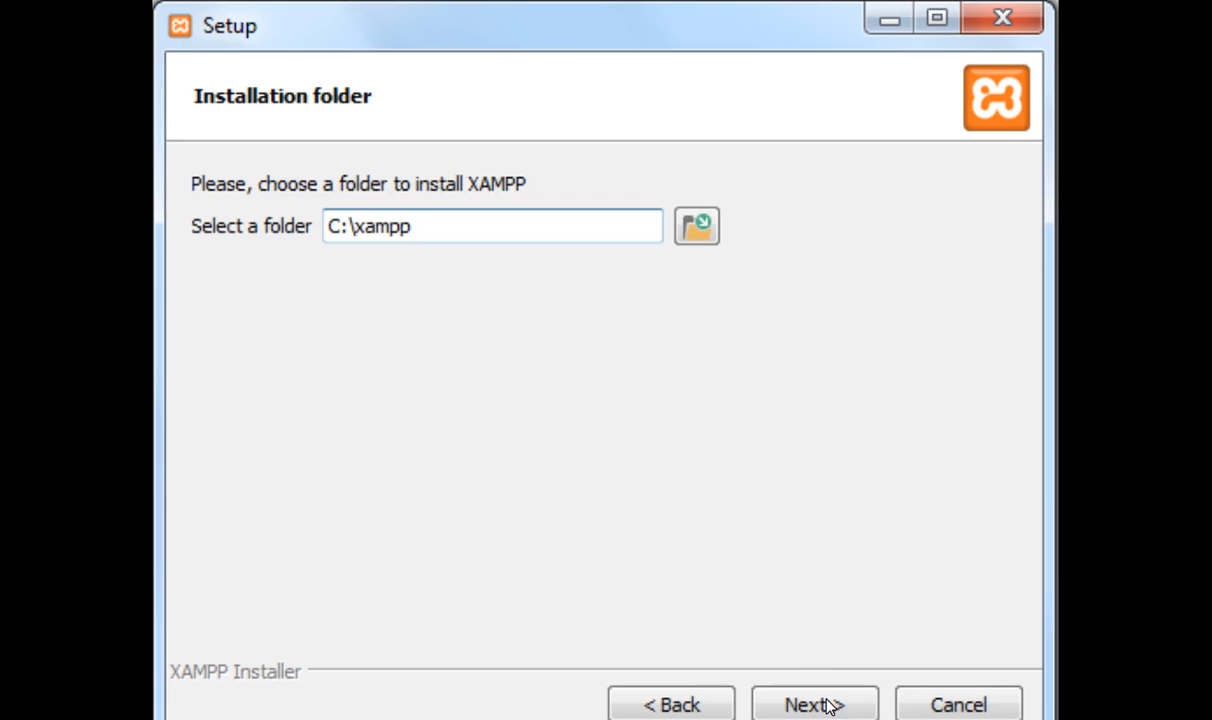 Setup
Installation folder
Please, choose a folder to install XAMPP
Select a folder C:\xampp
XAMPP Installer
< Back Next > Cancel